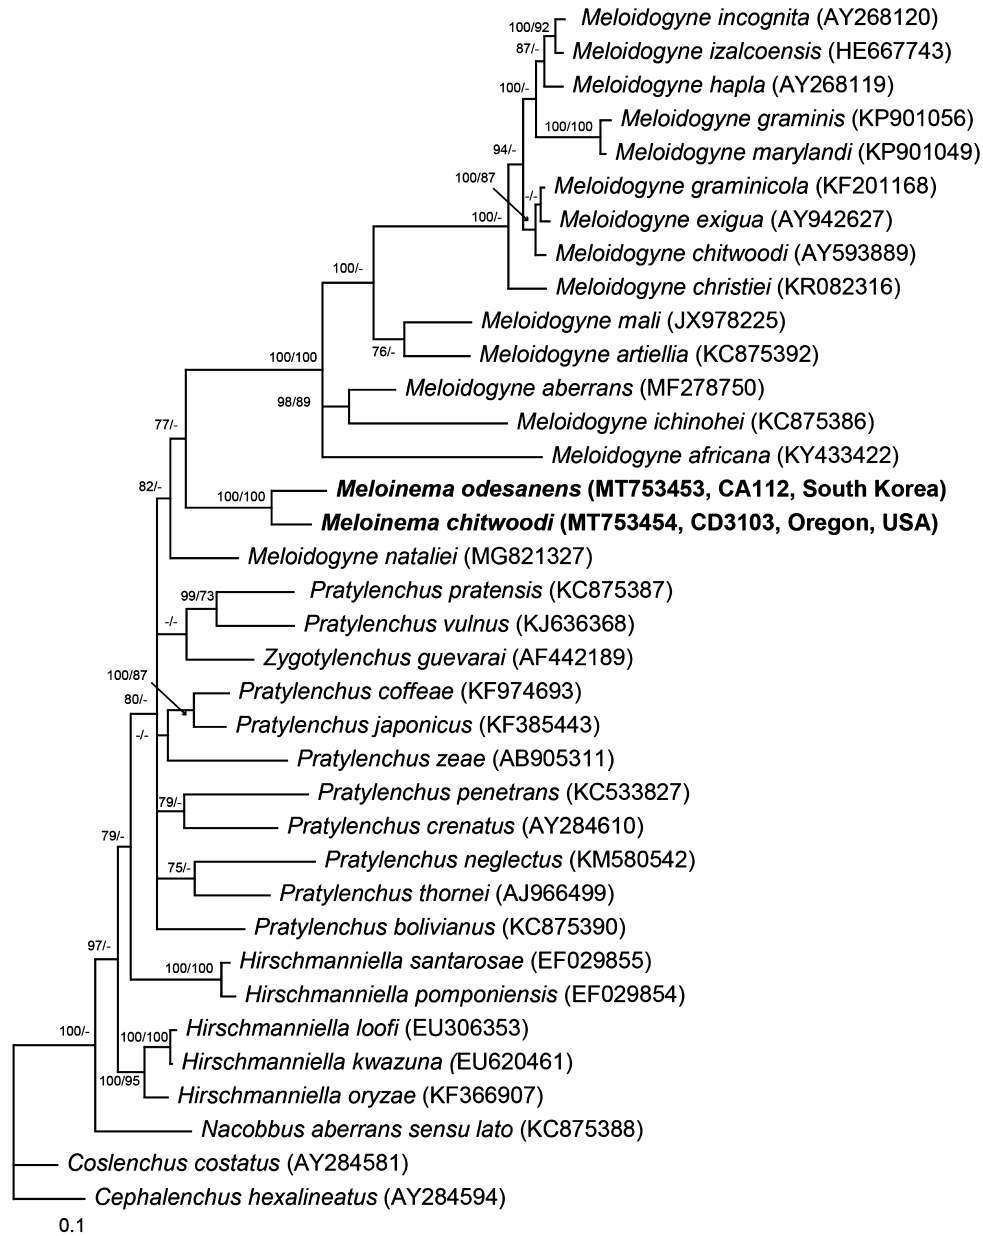 Meloidogyne incognita (AY268120)
100/92
87/-
Meloidogyne izalcoensis (HE667743)
Meloidogyne hapla (AY268119)
100/-
Meloidogyne graminis (KP901056)
100/100
Meloidogyne marylandi (KP901049)
94/-
100/87
Meloidogyne graminicola (KF201168)
-/-
Meloidogyne exigua (AY942627)
100/-
Meloidogyne chitwoodi (AY593889)
100/-
Meloidogyne christiei (KR082316)
Meloidogyne mali (JX978225)
76/-
Meloidogyne artiellia (KC875392)
100/100
Meloidogyne aberrans (MF278750)
98/89
Meloidogyne ichinohei (KC875386)
77/-
Meloidogyne africana (KY433422)
82/-
Meloinema odesanens (MT753453, CA112, South Korea)
100/100
Meloinema chitwoodi (MT753454, CD3103, Oregon, USA)
Meloidogyne nataliei (MG821327)
Pratylenchus pratensis (KC875387)
99/73
-/-
Pratylenchus vulnus (KJ636368)
Zygotylenchus guevarai (AF442189)
100/87
Pratylenchus coffeae (KF974693)
80/-
Pratylenchus japonicus (KF385443)
-/-
Pratylenchus zeae (AB905311)
Pratylenchus penetrans (KC533827)
79/-
Pratylenchus crenatus (AY284610)
79/-
Pratylenchus neglectus (KM580542)
75/-
Pratylenchus thornei (AJ966499)
Pratylenchus bolivianus (KC875390)
97/-
Hirschmanniella santarosae (EF029855)
100/100
Hirschmanniella pomponiensis (EF029854)
100/-
Hirschmanniella loofi (EU306353)
100/100
Hirschmanniella kwazuna (EU620461)
100/95
Hirschmanniella oryzae (KF366907)
Nacobbus aberrans sensu lato (KC875388)
Coslenchus costatus (AY284581)
Cephalenchus hexalineatus (AY284594)
0.1